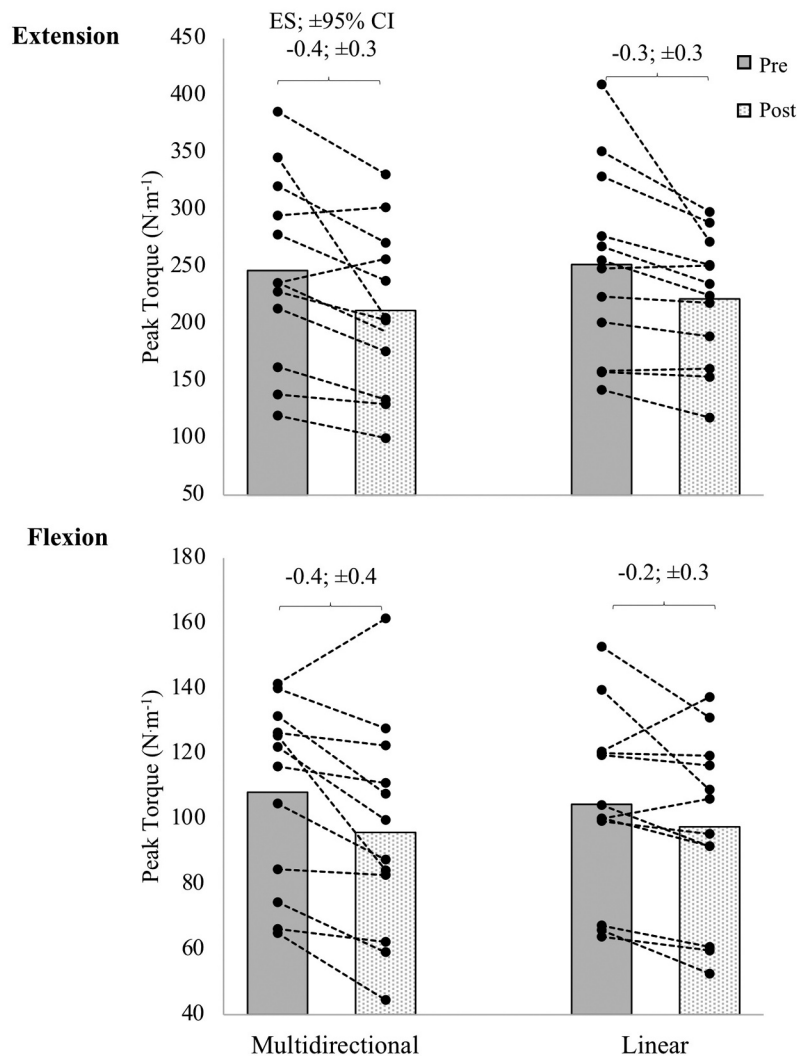 Extension
ES; ±95% CI
-0.4; ±0.3
-0.3; ±0.3
Pre
Post
Peak Torque (N·m-1)
450
400
350
300
250
200
150
100
50
Flexion
-0.4; ±0.4
-0.2; ±0.3
Peak Torque (N·m-1)
180
160
140
120
100
80
60
40
Multidirectional
Linear